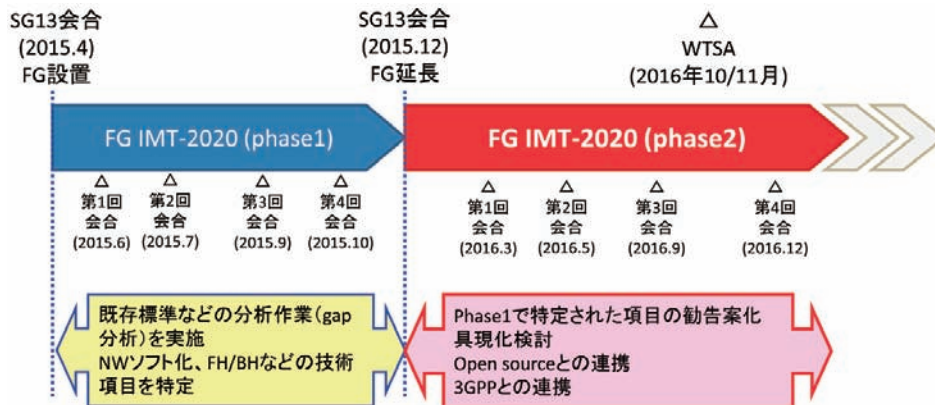 SG13会合
(2015.4)
FG設置
SG13会合
(2015.12)
FG延長
△
WTSA
(2016年10/11月)
FG IMT-2020 (phase1)
FG IMT-2020 (phase2)
△
第1回
会合
(2015.6)
△
第2回
会合
(2015.7)
△
第3回
会合
(2015.9)
△
第4回
会合
(2015.10)
△
第1回
会合
(2016.3)
△
第2回
会合
(2016.5)
△
第3回
会合
(2016.9)
△
第4回
会合
(2016.12)
既存標準などの分析作業(gap
分析)を実施
NWソフト化、FH/BHなどの技術
項目を特定
Phase1で特定された項目の勧告案化
具現化検討
Open sourceとの連携
3GPPとの連携